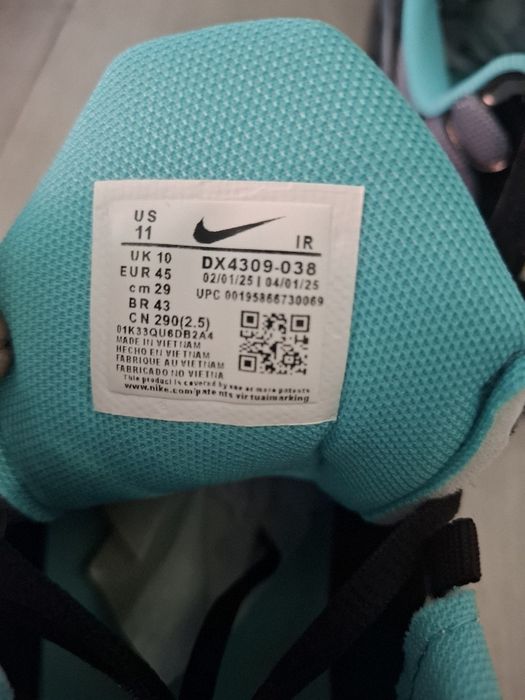 US
11
IR
UK 10
EUR 45
cm 29
BR 43
CN 290(2.5)
DX4309-038
02/01/25 | 04/01/25
UPC 00195866730069
01K33QU6DB2A4
MADE IN VIETNAM
HECHO EN VIETNAM
FABRIQUE AU VIETNAM
FABRICADO NO VIETNA
This product is covered by one or more patents
www.nike.com/patents virtualmarking